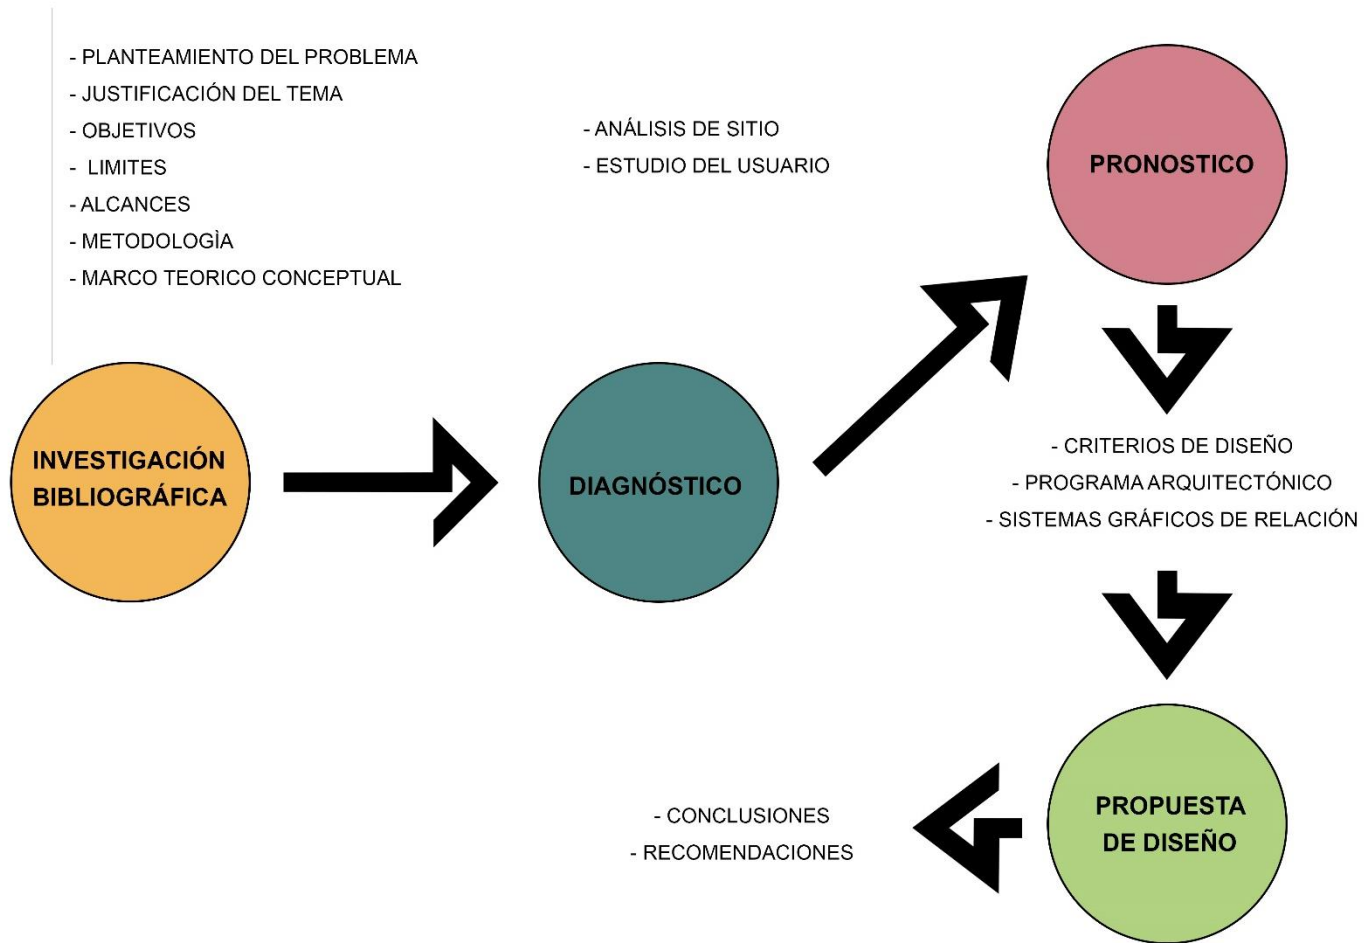 - PLANTEAMIENTO DEL PROBLEMA
- JUSTIFICACIÓN DEL TEMA
- OBJETIVOS
- LIMITES
- ALCANCES
- METODOLOGÌA
- MARCO TEORICO CONCEPTUAL
INVESTIGACIÓN
BIBLIOGRÁFICA
- ANÁLISIS DE SITIO
- ESTUDIO DEL USUARIO
DIAGNÓSTICO
PRONOSTICO
- CRITERIOS DE DISEÑO
- PROGRAMA ARQUITECTÓNICO
- SISTEMAS GRÁFICOS DE RELACIÓN
PROPUESTA
DE DISEÑO
- CONCLUSIONES
- RECOMENDACIONES